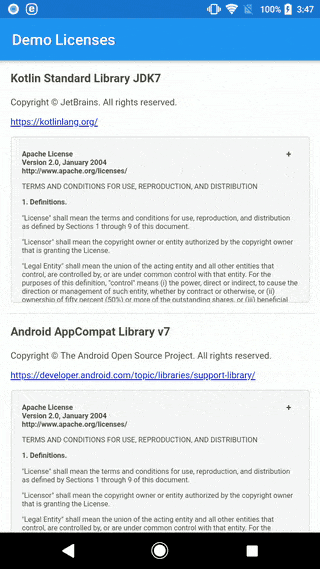 100% 3:47
Demo Licenses
Kotlin Standard Library JDK7
Copyright © JetBrains. All rights reserved.
https://kotlinlang.org/
Apache License +
Version 2.0, January 2004
http://www.apache.org/licenses/
TERMS AND CONDITIONS FOR USE, REPRODUCTION, AND DISTRIBUTION
1. Definitions.
"License" shall mean the terms and conditions for use, reproduction, and distribution
as defined by Sections 1 through 9 of this document.
"Licensor" shall mean the copyright owner or entity authorized by the copyright owner
that is granting the License.
"Legal Entity" shall mean the union of the acting entity and all other entities that
control, are controlled by, or are under common control with that entity. For the
purposes of this definition, "control" means (i) the power, direct or indirect, to cause the
direction or management of such entity, whether by contract or otherwise, or (ii)
ownership of fifty percent (50%) or more of the outstanding shares, or (iii) beneficial
Android AppCompat Library v7
Copyright © The Android Open Source Project. All rights reserved.
https://developer.android.com/topic/libraries/support-library/
Apache License +
Version 2.0, January 2004
http://www.apache.org/licenses/
TERMS AND CONDITIONS FOR USE, REPRODUCTION, AND DISTRIBUTION
1. Definitions.
"License" shall mean the terms and conditions for use, reproduction, and distribution
as defined by Sections 1 through 9 of this document.
"Licensor" shall mean the copyright owner or entity authorized by the copyright owner
that is granting the License.
"Legal Entity" shall mean the union of the acting entity and all other entities that
control, are controlled by, or are under common control with that entity. For the